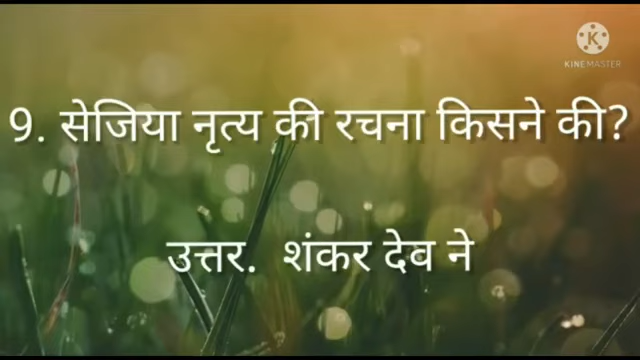 KINEMASTER
9. सेजिया नृत्य की रचना किसने की?
उत्तर. शंकर देव ने